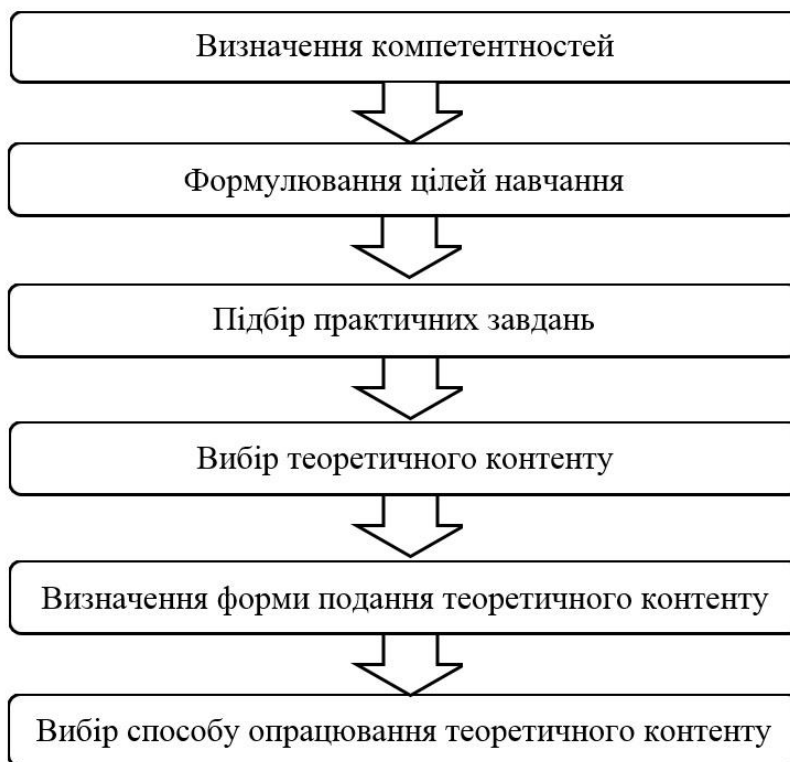 Визначення компетентностей
Формулювання цілей навчання
Підбір практичних завдань
Вибір теоретичного контенту
Визначення форми подання теоретичного контенту
Вибір способу опрацювання теоретичного контенту